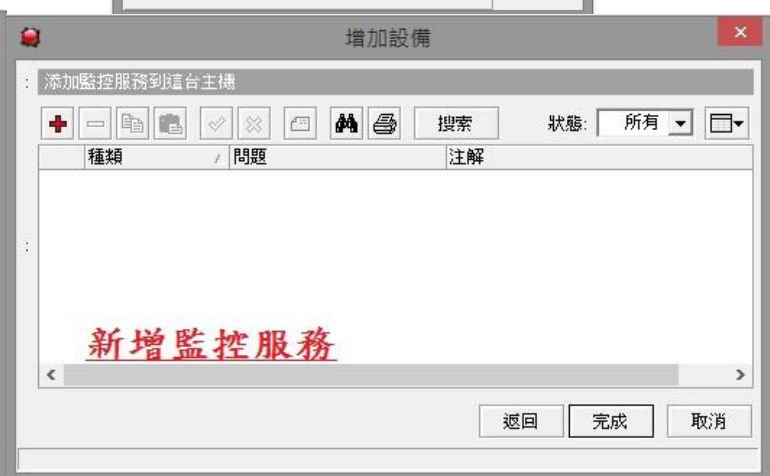 增加設備
添加監控服務到這台主機
搜索 狀態: 所有
種類 問題 注解
新增監控服務
返回 完成 取消